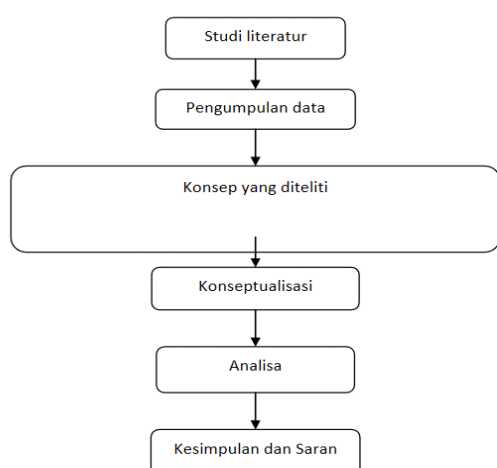 Studi literatur
Pengumpulan data
Konsep yang diteliti
Konseptualisasi
Analisa
Kesimpulan dan Saran